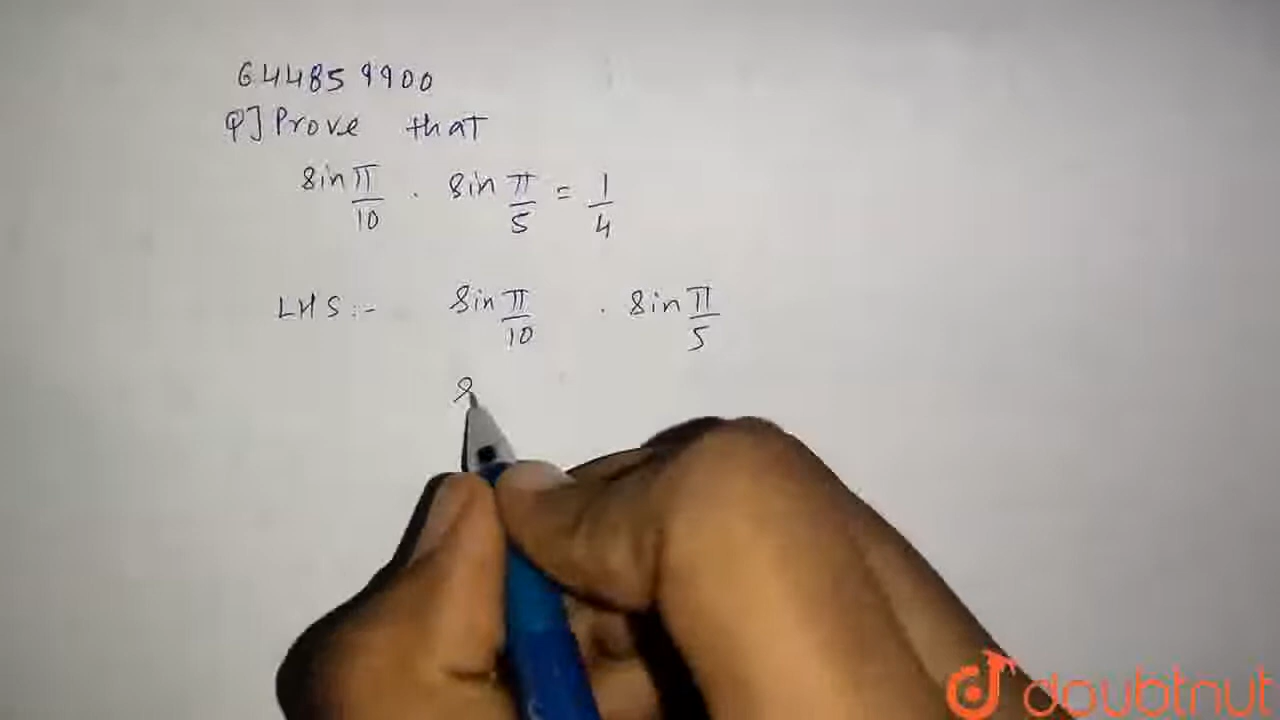 644859900
Q] Prove that
sin π/10 · sin π/5 = 1/4
LHS :- sin π/10 · sin π/5
s
doubtnut